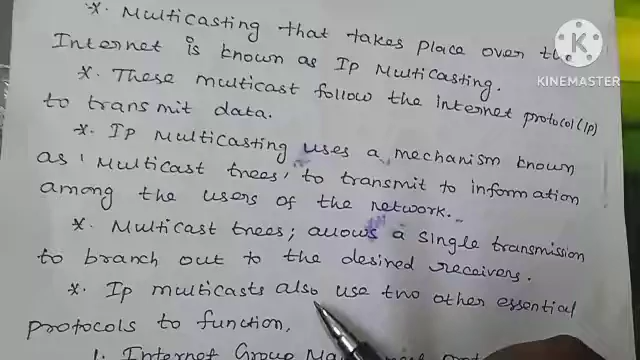 *. Multicasting that takes place over the
Internet is known as Ip Multicasting.
*. These multicast follow the internet protocol (IP)
to transmit data.
*. Ip Multicasting uses a mechanism known
as 'Multicast trees,' to transmit to information
among the users of the network.
*. Multicast trees; allows a single transmission
to branch out to the desired receivers.
*. Ip multicasts also use two other essential
protocols to function,
1. Internet Group
K
KINEMASTER